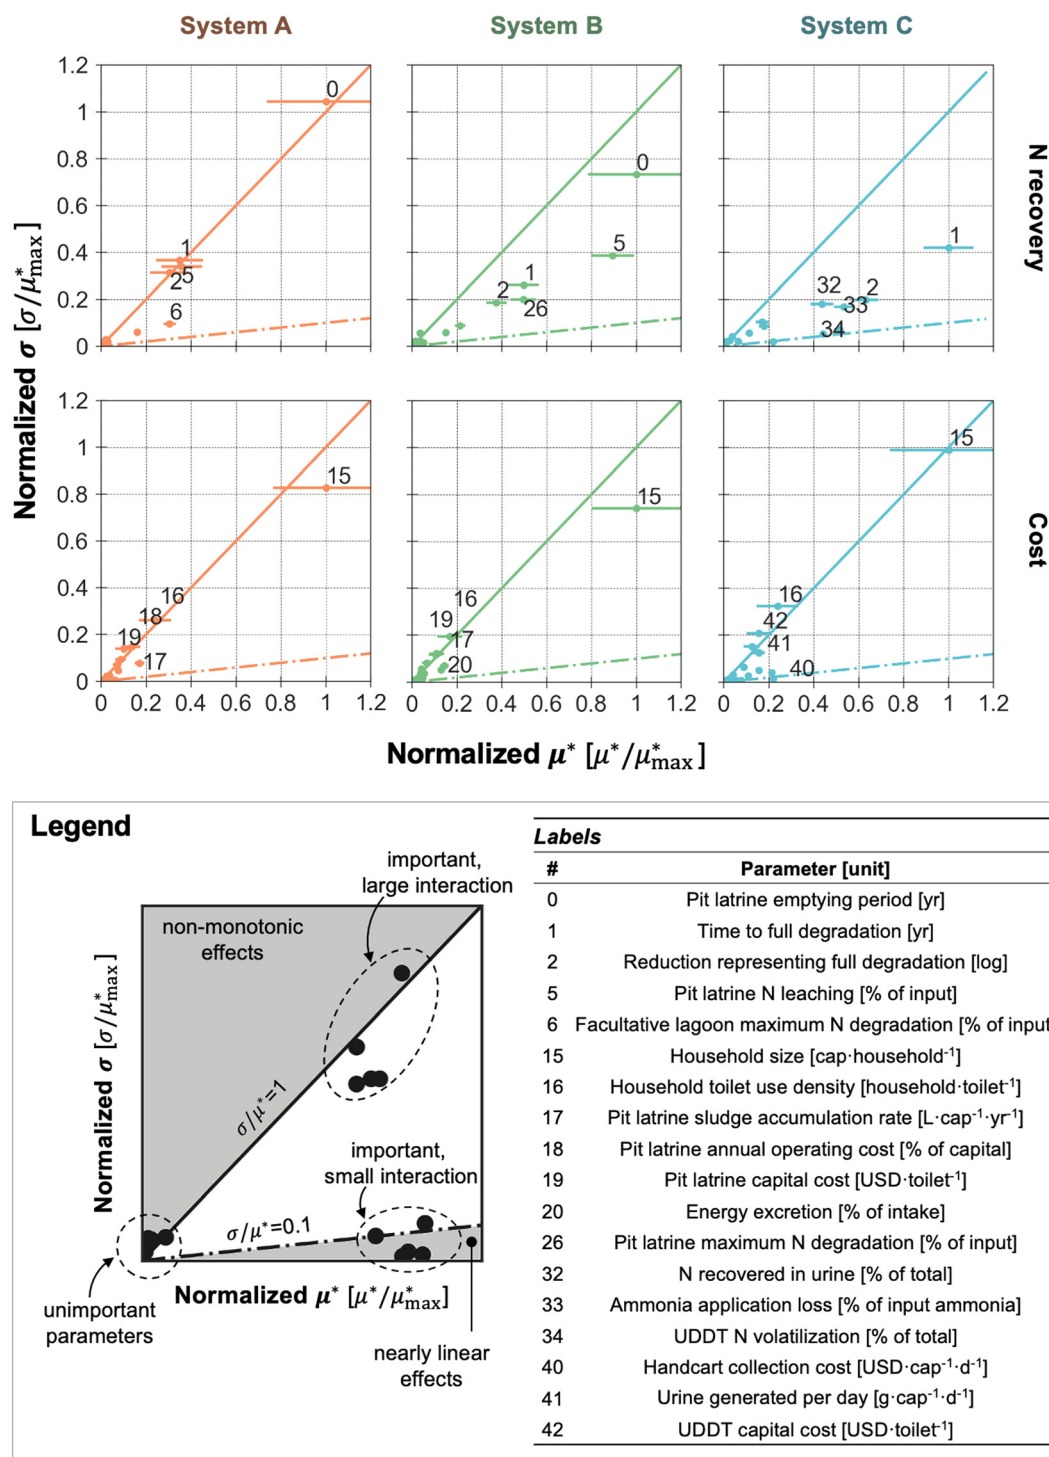 System A System B System C
Normalized σ [σ/μ*max]
1.2
1
0.8
0.6
0.4
0.2
0
0
1
2 5
6
0
5
1
2
26
1
32 2
33
34
N recovery
1.2
1
0.8
0.6
0.4
0.2
0
15
16
18
19
17
15
16
19
17
20
15
16
42
41
40
Cost
0 0.2 0.4 0.6 0.8 1 1.2 0 0.2 0.4 0.6 0.8 1 1.2 0 0.2 0.4 0.6 0.8 1 1.2
Normalized μ* [μ*/μ*max]
Legend
important,
large interaction
non-monotonic
effects
Normalized σ [σ/μ*max]
σ/μ*=1
important,
small interaction
σ/μ*=0.1
Normalized μ* [μ*/μ*max]
unimportant
parameters
nearly linear
effects
Labels
# Parameter [unit]
0 Pit latrine emptying period [yr]
1 Time to full degradation [yr]
2 Reduction representing full degradation [log]
5 Pit latrine N leaching [% of input]
6 Facultative lagoon maximum N degradation [% of input
15 Household size [cap·household⁻¹]
16 Household toilet use density [household·toilet⁻¹]
17 Pit latrine sludge accumulation rate [L·cap⁻¹·yr⁻¹]
18 Pit latrine annual operating cost [% of capital]
19 Pit latrine capital cost [USD·toilet⁻¹]
20 Energy excretion [% of intake]
26 Pit latrine maximum N degradation [% of input]
32 N recovered in urine [% of total]
33 Ammonia application loss [% of input ammonia]
34 UDDT N volatilization [% of total]
40 Handcart collection cost [USD·cap⁻¹·d⁻¹]
41 Urine generated per day [g·cap⁻¹·d⁻¹]
42 UDDT capital cost [USD·toilet⁻¹]